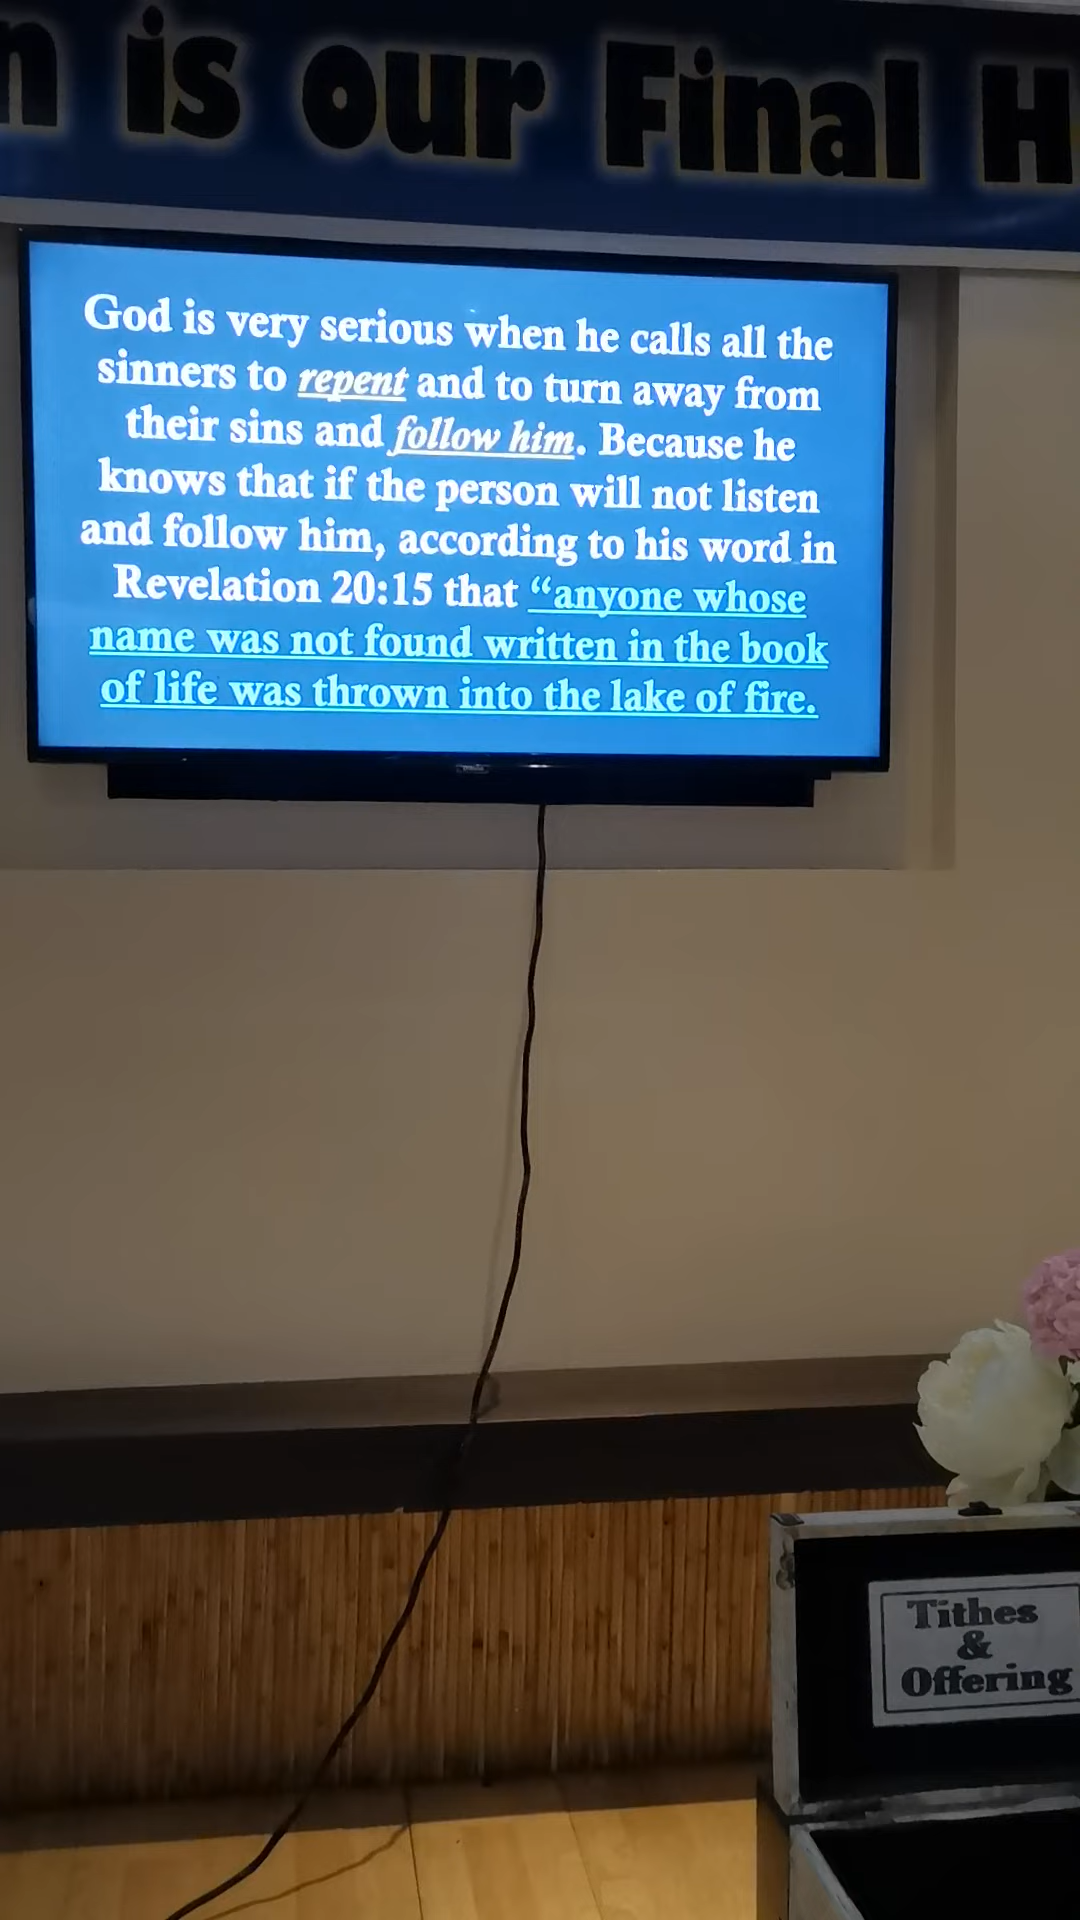 is our Final H
God is very serious when he calls all the
sinners to repent and to turn away from
their sins and follow him. Because he
knows that if the person will not listen
and follow him, according to his word in
Revelation 20:15 that “anyone whose
name was not found written in the book
of life was thrown into the lake of fire.
Tithes
&
Offering